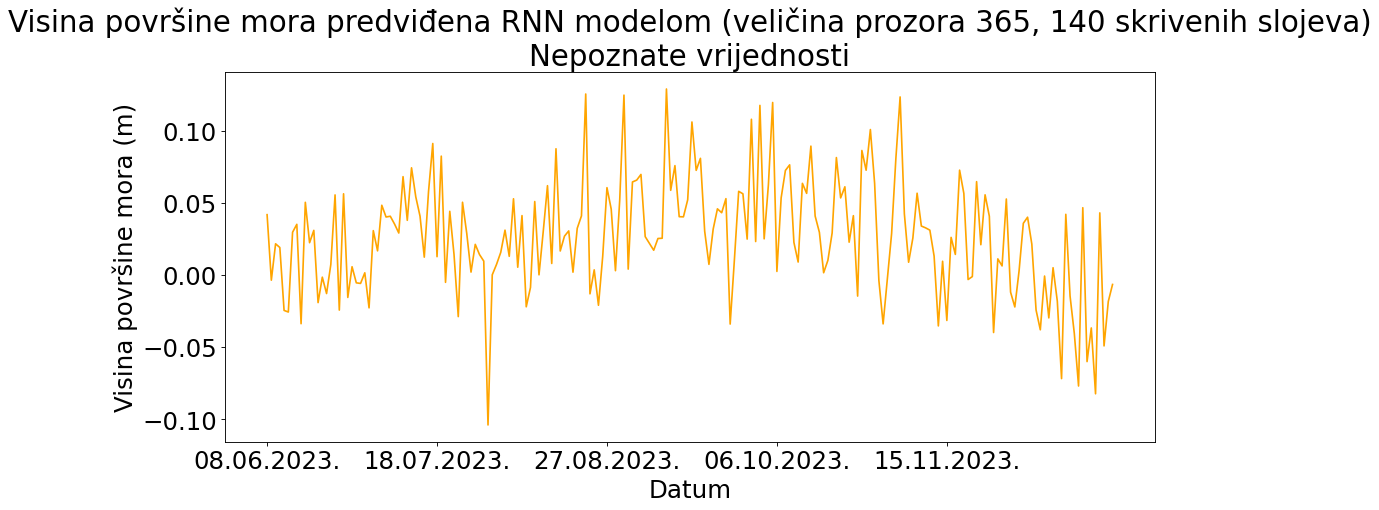 Visina površine mora predviđena RNN modelom (veličina prozora 365, 140 skrivenih slojeva)
Nepoznate vrijednosti
Visina površine mora (m)
0.10
0.05
0.00
−0.05
−0.10
08.06.2023. 18.07.2023. 27.08.2023. 06.10.2023. 15.11.2023.
Datum